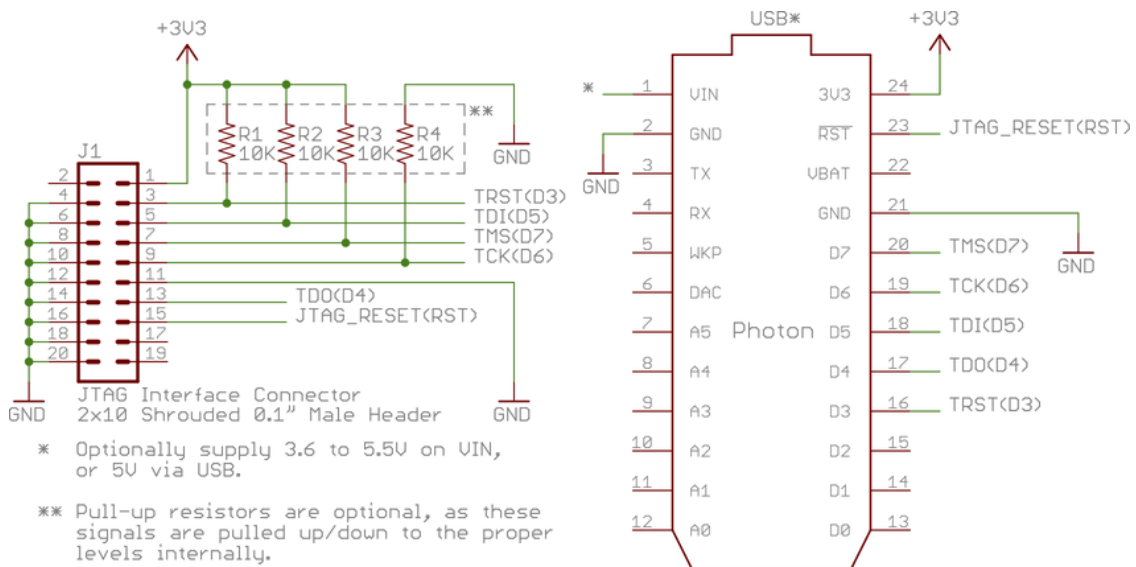 +3V3
**
R1 R2 R3 R4
10K 10K 10K 10K
GND
J1
2 1
4 3 TRST(D3)
6 5 TDI(D5)
8 7 TMS(D7)
10 9 TCK(D6)
12 11
14 13 TDO(D4)
16 15 JTAG_RESET(RST)
18 17
20 19
GND
JTAG Interface Connector
2x10 Shrouded 0.1" Male Header
GND
* Optionally supply 3.6 to 5.5V on VIN,
or 5V via USB.
** Pull-up resistors are optional, as these
signals are pulled up/down to the proper
levels internally.
USB*
+3V3
* 1 VIN 3V3 24
2 GND RST 23 JTAG_RESET(RST)
GND
3 TX VBAT 22
4 RX GND 21
GND
5 WKP D7 20 TMS(D7)
6 DAC D6 19 TCK(D6)
7 A5 Photon D5 18 TDI(D5)
8 A4 D4 17 TDO(D4)
9 A3 D3 16 TRST(D3)
10 A2 D2 15
11 A1 D1 14
12 A0 D0 13